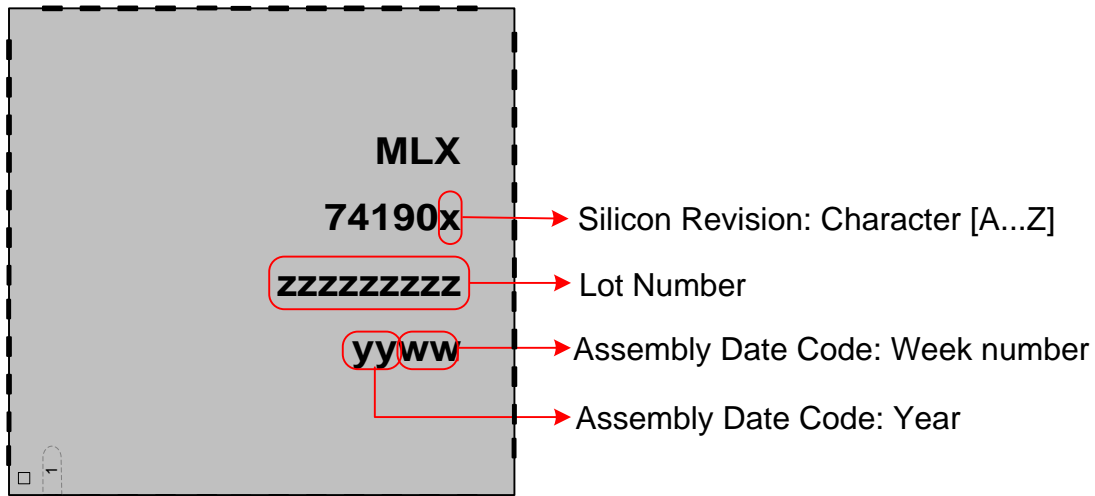 MLX
74190x Silicon Revision: Character [A...Z]
zzzzzzzzz Lot Number
yyww Assembly Date Code: Week number
Assembly Date Code: Year
1